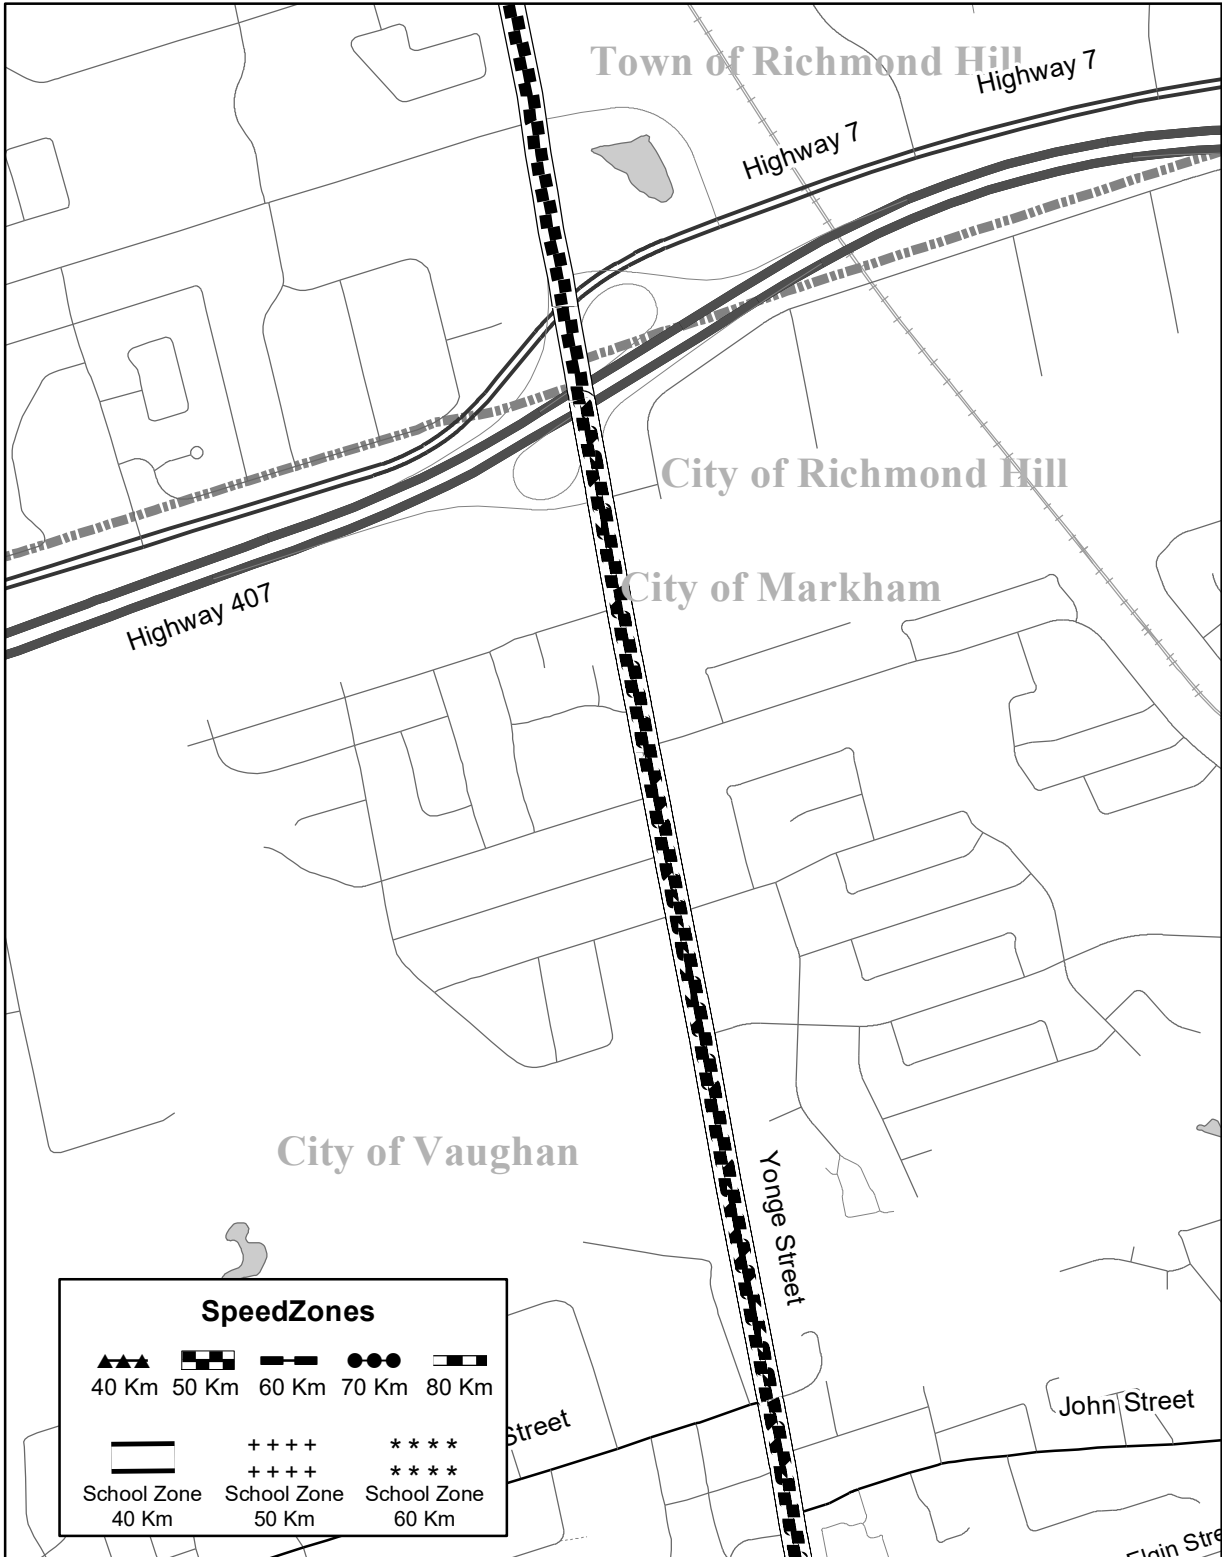 Town of Richmond Hill
Highway 7
Highway 7
City of Richmond Hill
City of Markham
Highway 407
City of Vaughan
Yonge Street
SpeedZones
40 Km 50 Km 60 Km 70 Km 80 Km
School Zone School Zone School Zone
40 Km 50 Km 60 Km
Street
John Street
Elgin Stre